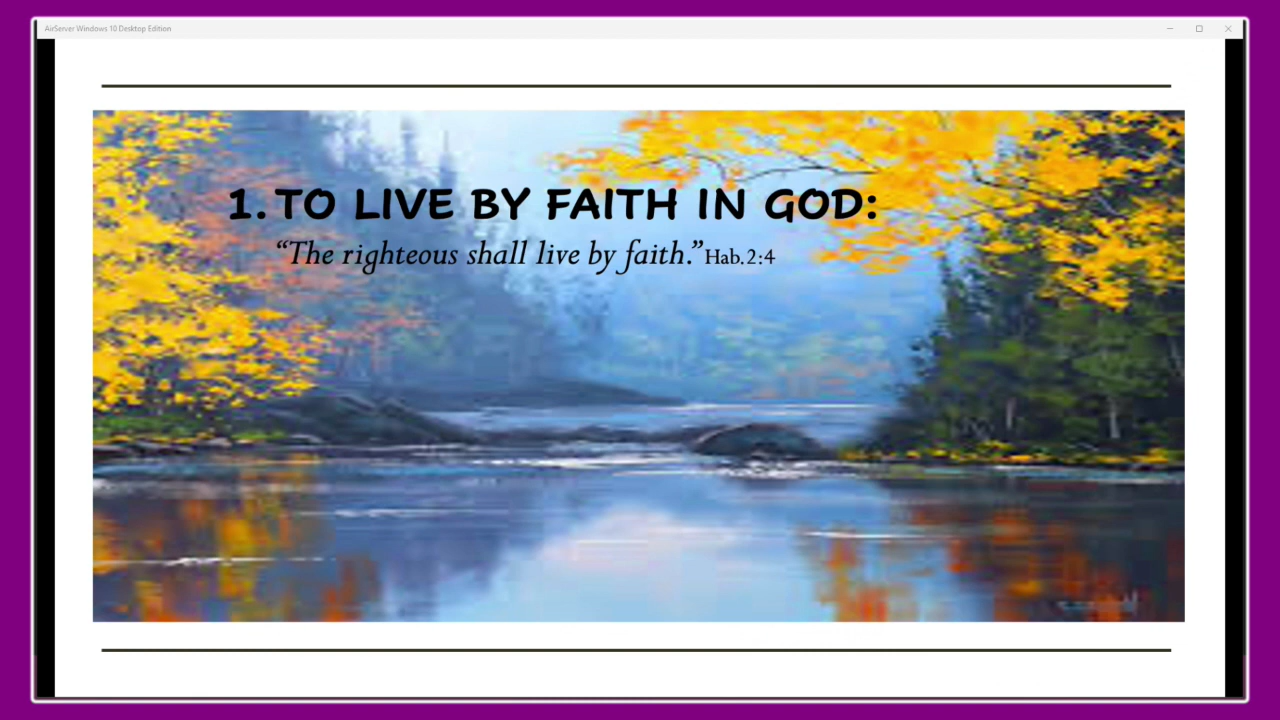 AirServer Windows 10 Desktop Edition
1. TO LIVE BY FAITH IN GOD:
“The righteous shall live by faith.” Hab.2:4